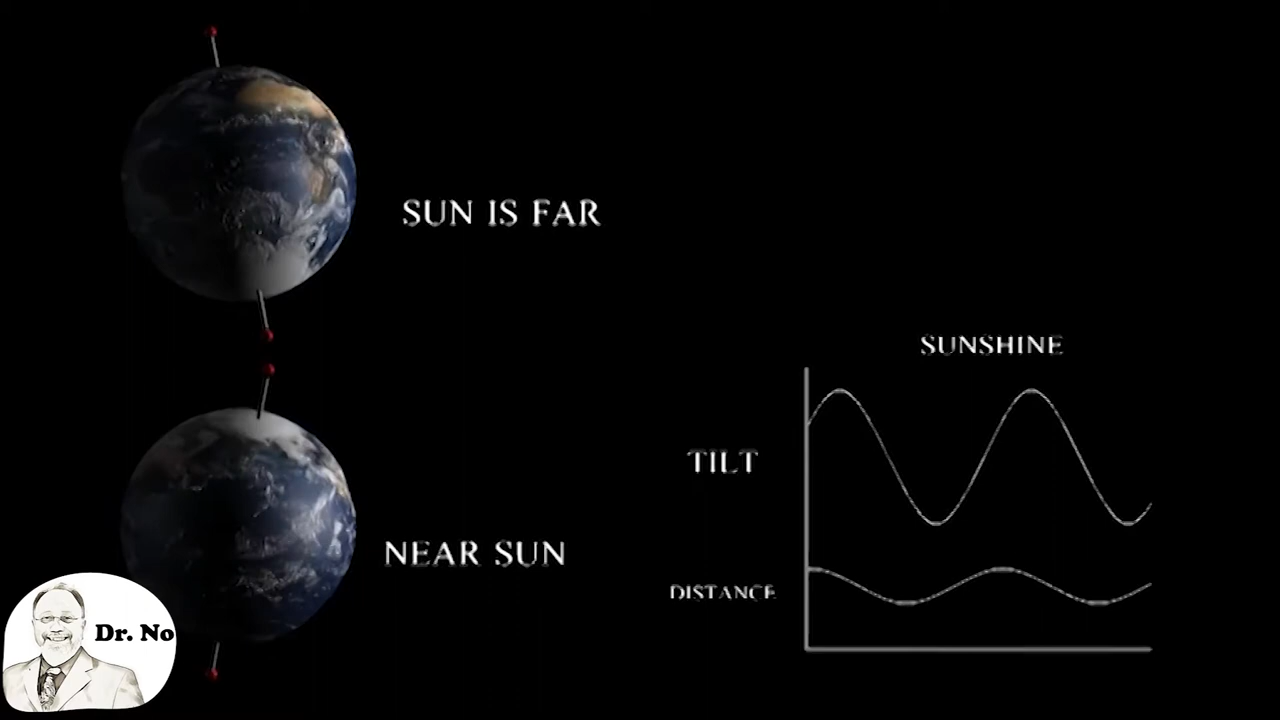 SUN IS FAR
SUNSHINE
TILT
NEAR SUN
DISTANCE
Dr. No